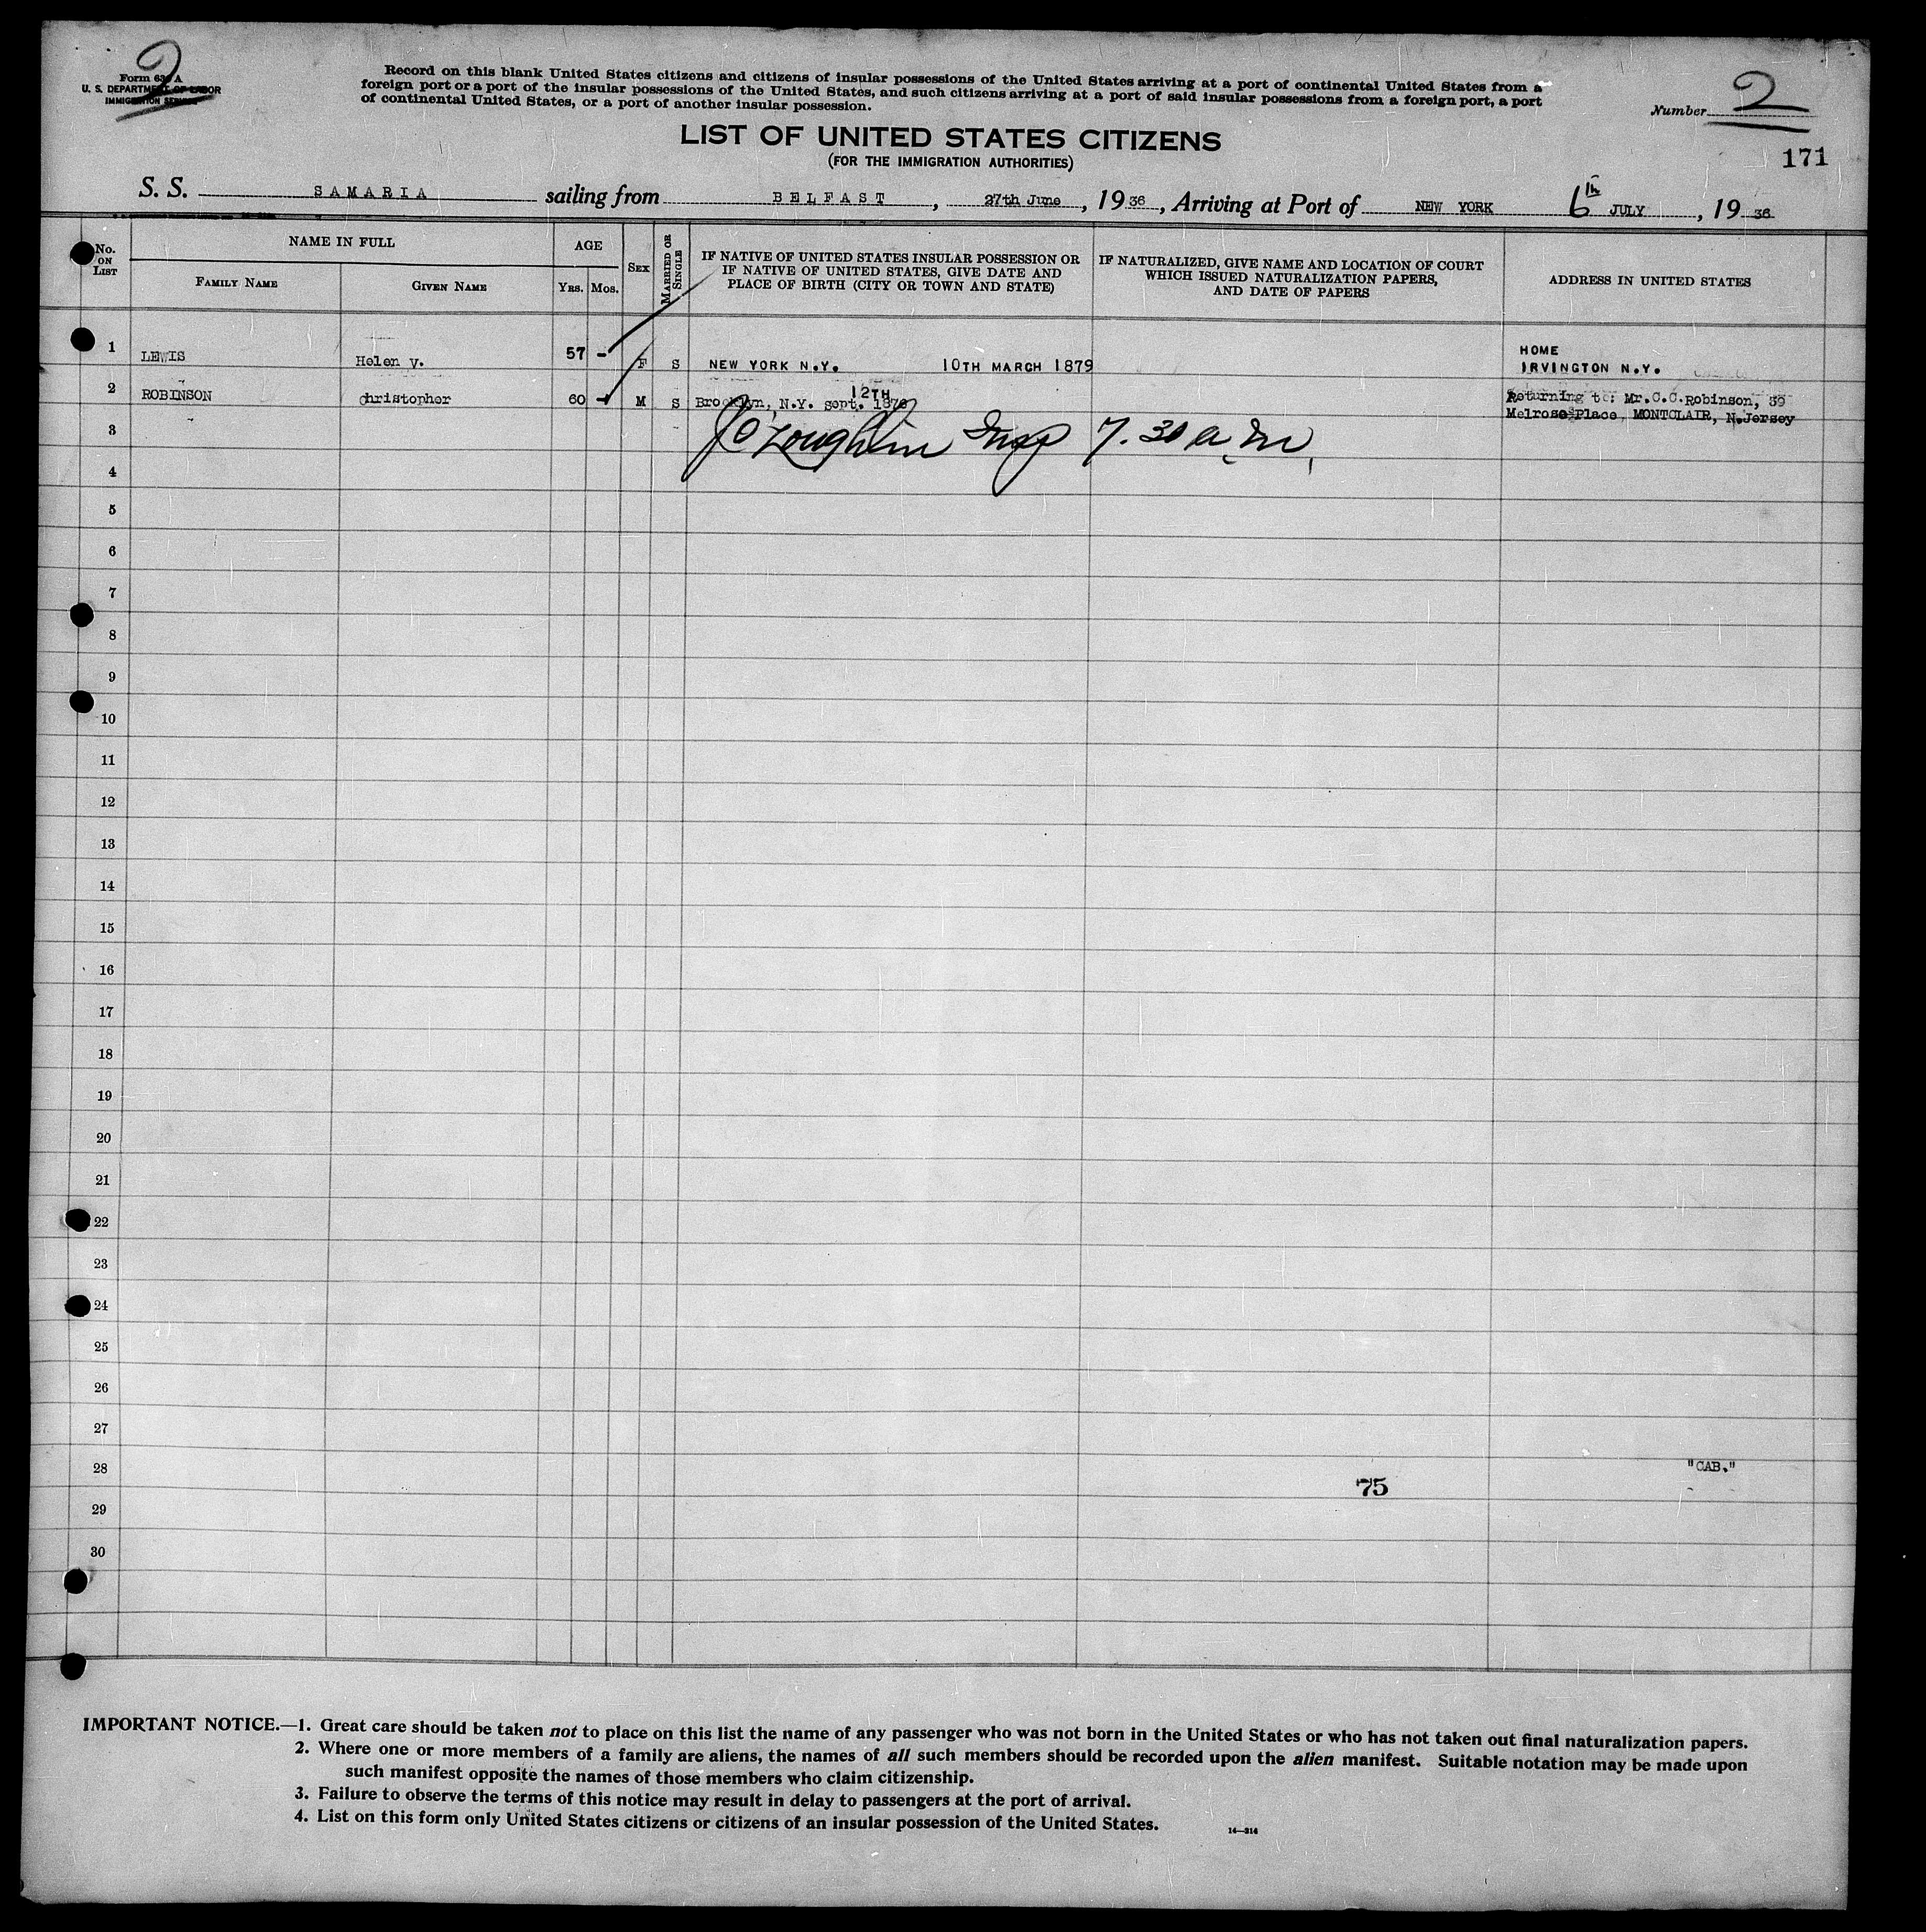 2
Form 630 A
U. S. DEPARTMENT OF LABOR
IMMIGRATION SERVICE
Record on this blank United States citizens and citizens of insular possessions of the United States arriving at a port of continental United States from a
foreign port or a port of the insular possessions of the United States, and such citizens arriving at a port of said insular possessions from a foreign port, a port
of continental United States, or a port of another insular possession.
Number 2
LIST OF UNITED STATES CITIZENS
(FOR THE IMMIGRATION AUTHORITIES)
171
S. S. SAMARIA sailing from BELFAST, 27th June, 1936, Arriving at Port of NEW YORK 6th JULY, 1936
No. ON LIST
NAME IN FULL
FAMILY NAME
GIVEN NAME
AGE
YRS. MOS.
SEX
MARRIED OR SINGLE
IF NATIVE OF UNITED STATES INSULAR POSSESSION OR
IF NATIVE OF UNITED STATES, GIVE DATE AND
PLACE OF BIRTH (CITY OR TOWN AND STATE)
IF NATURALIZED, GIVE NAME AND LOCATION OF COURT
WHICH ISSUED NATURALIZATION PAPERS,
AND DATE OF PAPERS
ADDRESS IN UNITED STATES
HOME
1 LEWIS Helen V. 57 - F S NEW YORK N.Y. 10TH MARCH 1879 IRVINGTON N.Y.
12TH
2 ROBINSON Christopher 60 - M S Brooklyn, N.Y. Sept. Returning to: Mr.C.C.Robinson, 39
Melrose Place, MONTCLAIR, N.Jersey
3 Insp 7.30 a.m.
4
5
6
7
8
9
10
11
12
13
14
15
16
17
18
19
20
21
22
23
24
25
26
27
28 "CAB."
75
29
30
IMPORTANT NOTICE.—1. Great care should be taken not to place on this list the name of any passenger who was not born in the United States or who has not taken out final naturalization papers.
2. Where one or more members of a family are aliens, the names of all such members should be recorded upon the alien manifest. Suitable notation may be made upon
such manifest opposite the names of those members who claim citizenship.
3. Failure to observe the terms of this notice may result in delay to passengers at the port of arrival.
4. List on this form only United States citizens or citizens of an insular possession of the United States.
14—314